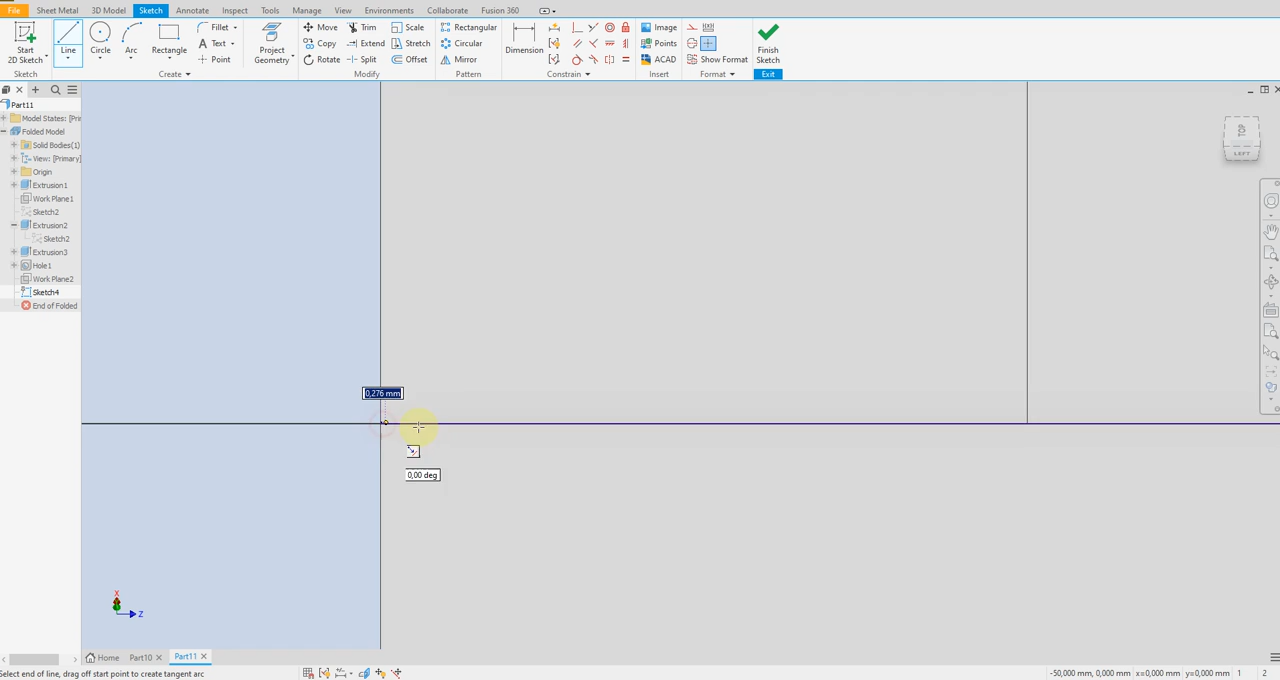 File Sheet Metal 3D Model Sketch Annotate Inspect Tools Manage View Environments Collaborate Fusion 360
Start
2D Sketch
Line
Circle
Arc
Rectangle
Fillet
Text
Point
Project
Geometry
Move
Copy
Rotate
Trim
Extend
Split
Scale
Stretch
Offset
Rectangular
Circular
Mirror
Dimension
Image
Points
ACAD
Show Format
Finish
Sketch
Sketch
Create
Modify
Pattern
Constrain
Insert
Format
Exit
Part11
Model States: [Pri
Folded Model
Solid Bodies(1)
View: [Primary]
Origin
Extrusion1
Work Plane1
Sketch2
Extrusion2
Sketch2
Extrusion3
Hole1
Work Plane2
Sketch4
End of Folded
TOP
LEFT
0,276 mm
0,00 deg
X
Z
Home Part10 Part11
Select end of line, drag off start point to create tangent arc
-50,000 mm, 0,000 mm x=0,000 mm y=0,000 mm 1 2